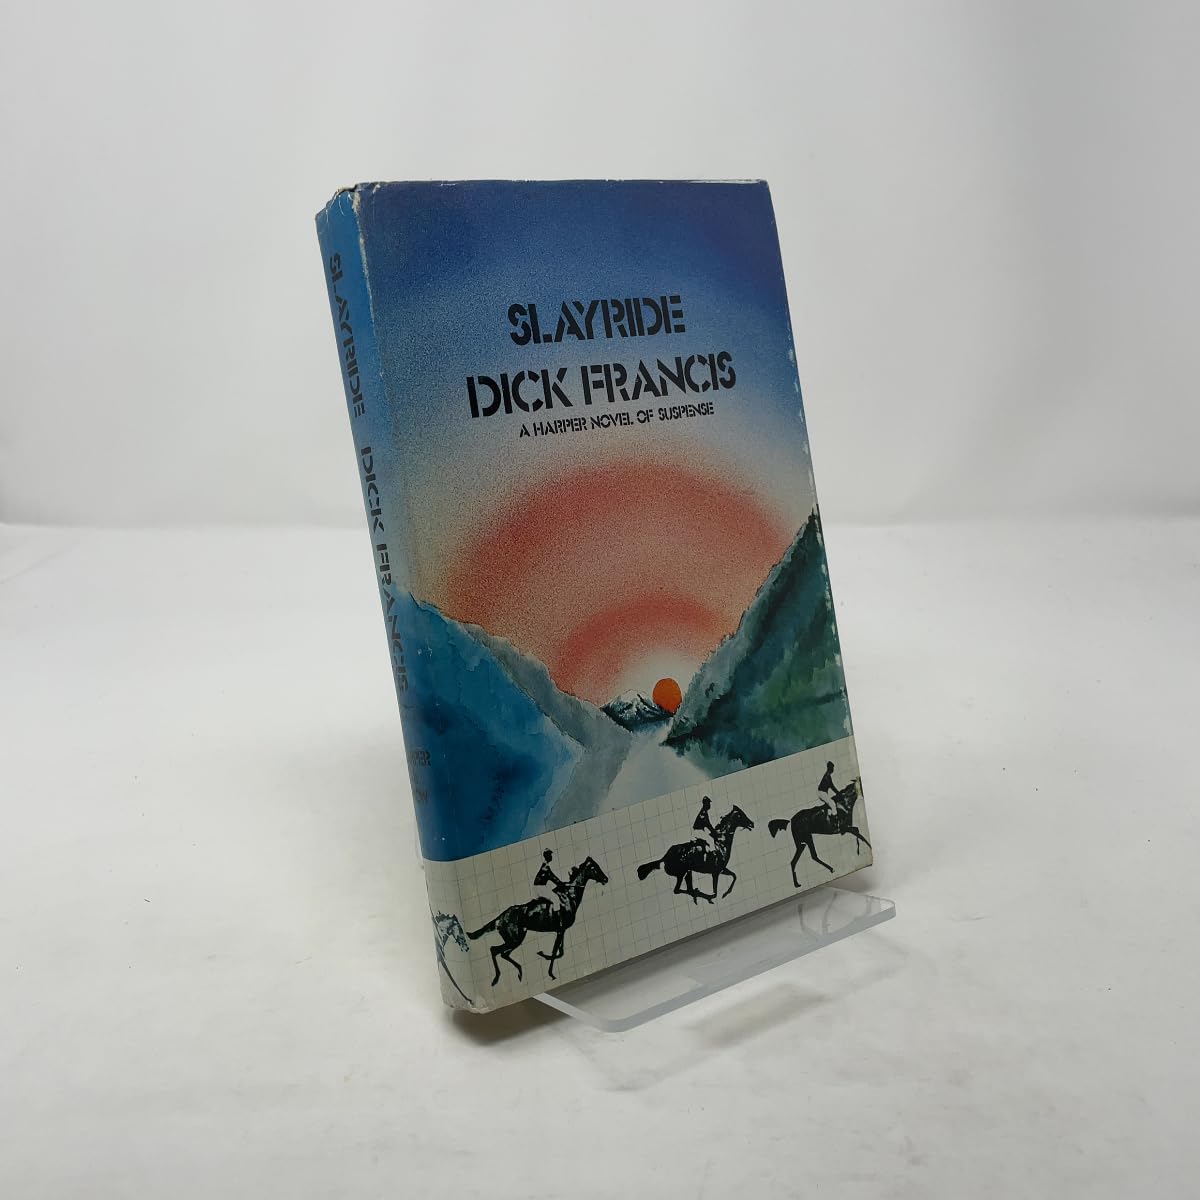 SLAYRIDE
DICK FRANCIS
A HARPER NOVEL OF SUSPENSE
SLAYRIDE DICK FRANCIS